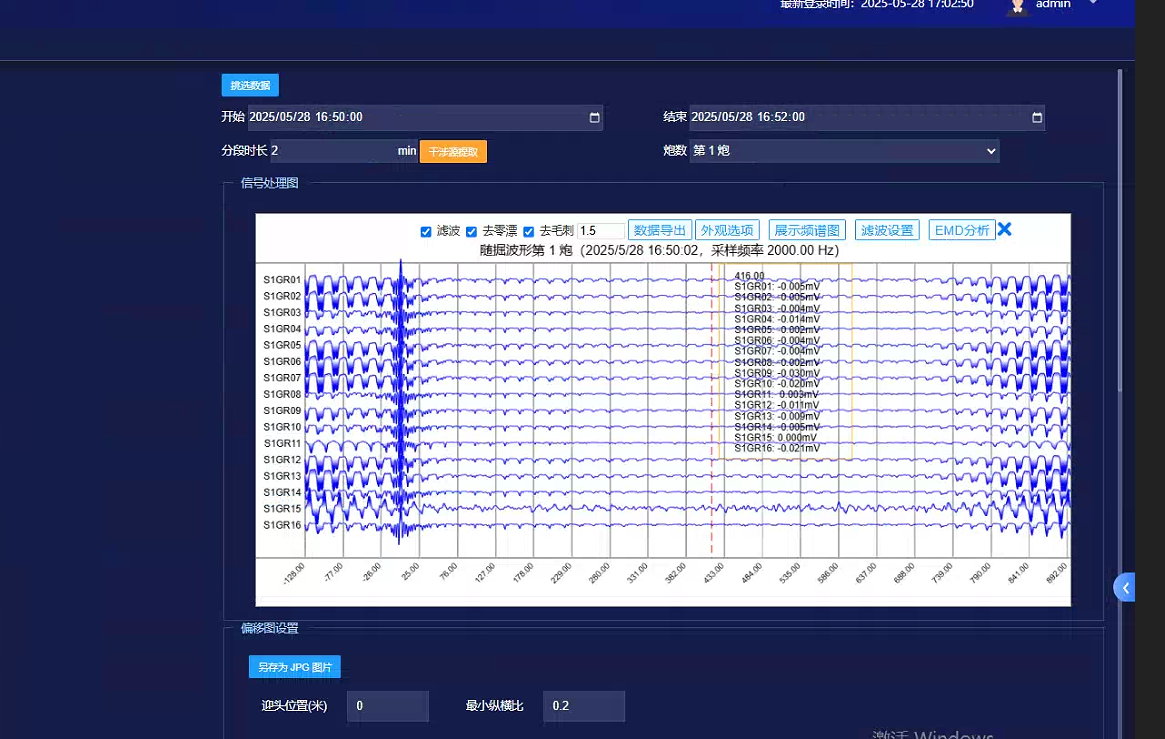 最新登录时间：2025-05-28 17:02:50 admin
挑选数据
开始 2025/05/28 16:50:00 结束 2025/05/28 16:52:00
分段时长 2 min 干涉源提取 炮数 第 1 炮
信号处理图
滤波 去零漂 去毛刺 1.5 数据导出 外观选项 展示频谱图 滤波设置 EMD分析
随掘波形第 1 炮（2025/5/28 16:50:02，采样频率 2000.00 Hz）
S1GR01
S1GR02
S1GR03
S1GR04
S1GR05
S1GR06
S1GR07
S1GR08
S1GR09
S1GR10
S1GR11
S1GR12
S1GR13
S1GR14
S1GR15
S1GR16
416.00
S1GR01: -0.005mV
S1GR02: -0.005mV
S1GR03: -0.004mV
S1GR04: -0.014mV
S1GR05: -0.002mV
S1GR06: -0.004mV
S1GR07: -0.004mV
S1GR08: -0.002mV
S1GR09: -0.030mV
S1GR10: -0.020mV
S1GR11: 0.003mV
S1GR12: -0.011mV
S1GR13: -0.009mV
S1GR14: -0.005mV
S1GR15: 0.000mV
S1GR16: -0.021mV
-128.00 -77.00 -26.00 25.00 76.00 127.00 178.00 229.00 280.00 331.00 382.00 433.00 484.00 535.00 586.00 637.00 688.00 739.00 790.00 841.00 892.00
偏移图设置
另存为 JPG 图片
迎头位置(米) 0 最小纵横比 0.2
激活 Windows